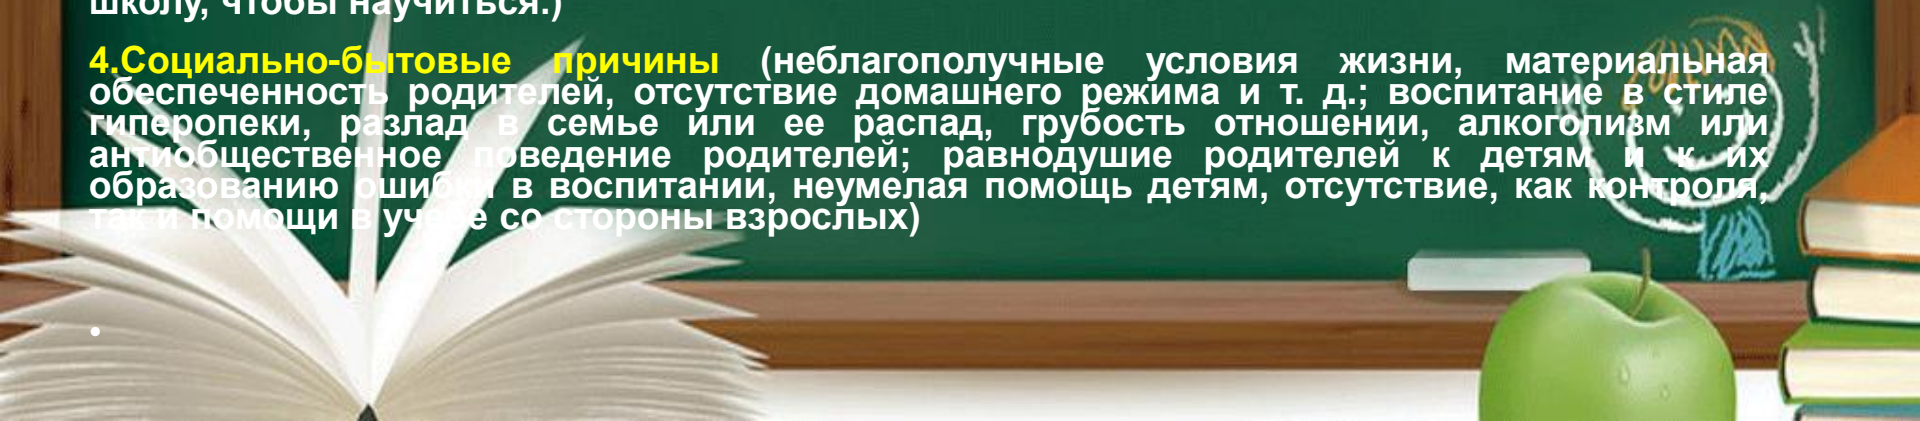 школу, чтобы научиться.)
4.Социально-бытовые причины (неблагополучные условия жизни, материальная
обеспеченность родителей, отсутствие домашнего режима и т. д.; воспитание в стиле
гиперопеки, разлад в семье или ее распад, грубость отношении, алкоголизм или
антиобщественное поведение родителей; равнодушие родителей к детям и к их
образованию ошибки в воспитании, неумелая помощь детям, отсутствие, как контроля,
так и помощи в учебе со стороны взрослых)
•